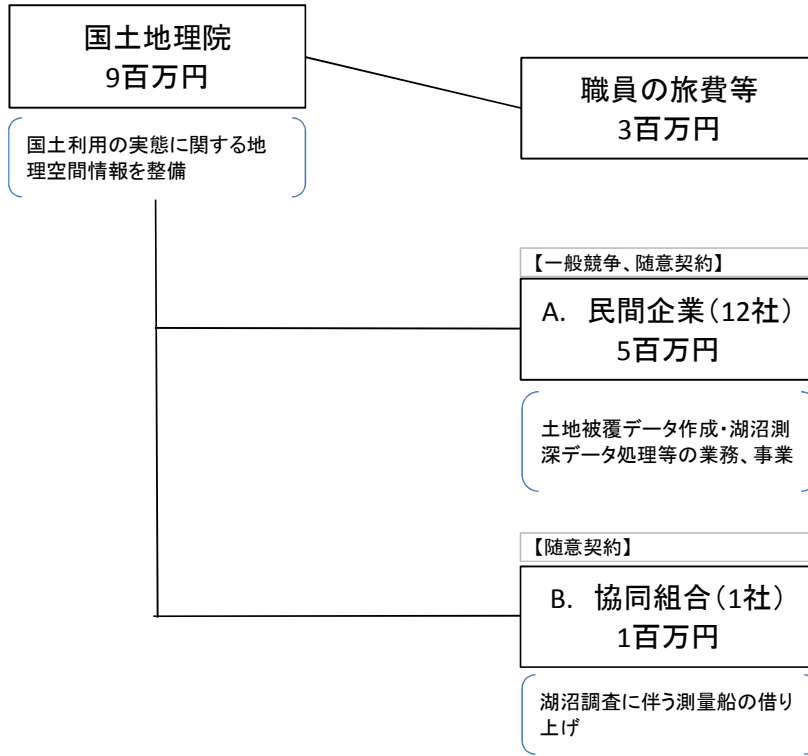 国土地理院
9百万円
国土利用の実態に関する地
理空間情報を整備
職員の旅費等
3百万円
【一般競争、随意契約】
A. 民間企業（12社）
5百万円
土地被覆データ作成・湖沼測
深データ処理等の業務、事業
【随意契約】
B. 協同組合（1社）
1百万円
湖沼調査に伴う測量船の借り
上げ